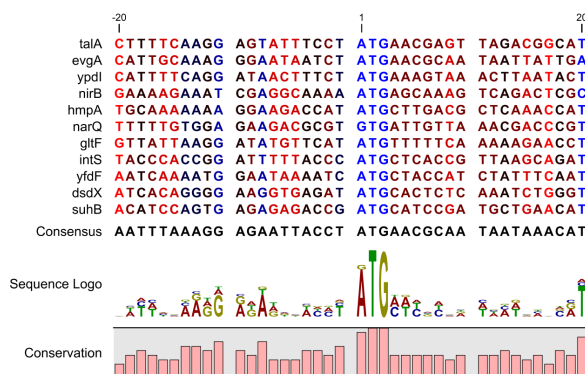 -20 1 20
talA CTTTTCAAGG AGTATTTCCT ATGAACGAGT TAGACGGCAT
evgA CATTGCAAAG GGAATAATCT ATGAAAGTAA TAATTATTGA
ypdI CATTTTCAGG ATAACTTTCT ATGAAAGTAA ACTTAATACT
nirB GAAAAGAAAT CGAGGCAAAA ATGAGCAAAG TCAGACTCGC
hmpA TGCAAAAAAA GGAAGACCAT ATGCTTGACG CTCAAACCAT
narQ TTTTTGTGGA GAAGACGCGT GTGATTGTTA AACGACCCGT
gltF GTTATTAAGG ATATGTTCAT ATGTTTTTCA AAAAGAACCT
intS TACCCACCGG ATTTTTACCC ATGCTCACCG TTAAGCAGAT
yfdF AATCAAAATG GAATAAAATC ATGCTACCAT CTATTTCAAT
dsdX ATCACAGGGG AAGGTGAGAT ATGCACTCTC AAATCTGGGT
suhB ACATCCAGTG AGAGAGACCG ATGCATCCGA TGCTGAACAT
Consensus AATTTAAAGG AGAATTACCT ATGAACGCAA TAATAAACAT
Sequence Logo
Conservation